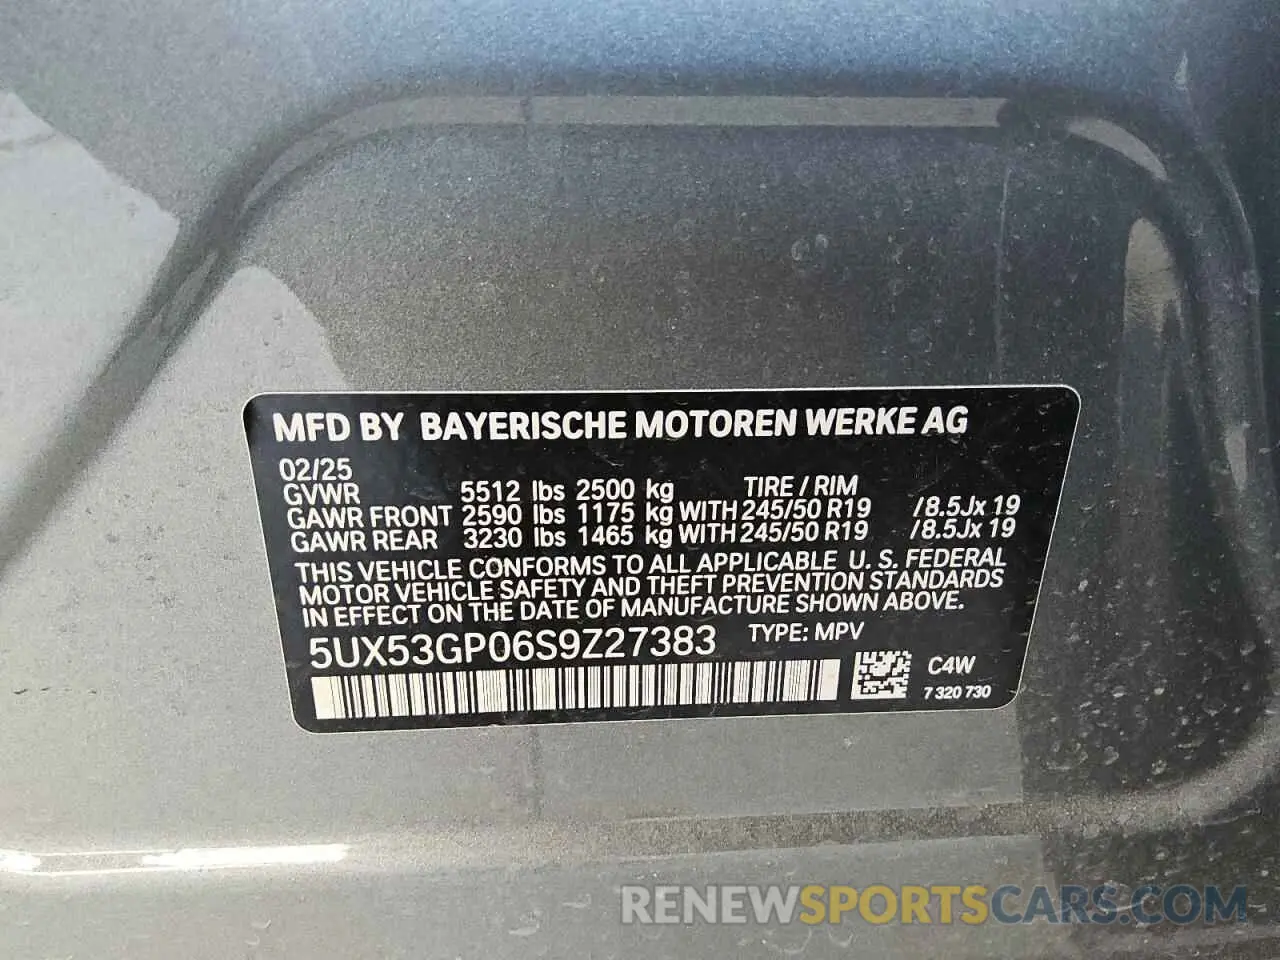 MFD BY BAYERISCHE MOTOREN WERKE AG
02/25
GVWR 5512 lbs 2500 kg TIRE / RIM
GAWR FRONT 2590 lbs 1175 kg WITH 245/50 R19 /8.5Jx 19
GAWR REAR 3230 lbs 1465 kg WITH 245/50 R19 /8.5Jx 19
THIS VEHICLE CONFORMS TO ALL APPLICABLE U. S. FEDERAL
MOTOR VEHICLE SAFETY AND THEFT PREVENTION STANDARDS
IN EFFECT ON THE DATE OF MANUFACTURE SHOWN ABOVE.
5UX53GP06S9Z27383 TYPE: MPV
C4W
7 320 730
RENEWSPORTSCARS.COM